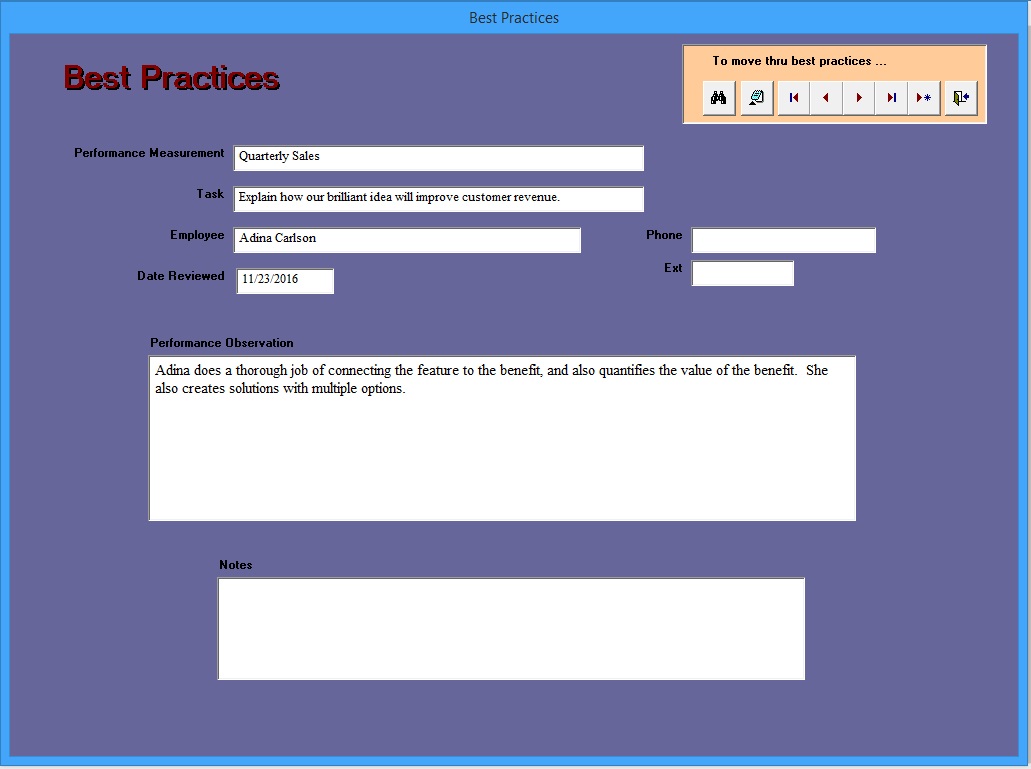 Best Practices
Best Practices
To move thru best practices ...
Performance Measurement Quarterly Sales
Task Explain how our brilliant idea will improve customer revenue.
Employee Adina Carlson Phone
Ext
Date Reviewed 11/23/2016
Performance Observation
Adina does a thorough job of connecting the feature to the benefit, and also quantifies the value of the benefit.  She
also creates solutions with multiple options.
Notes